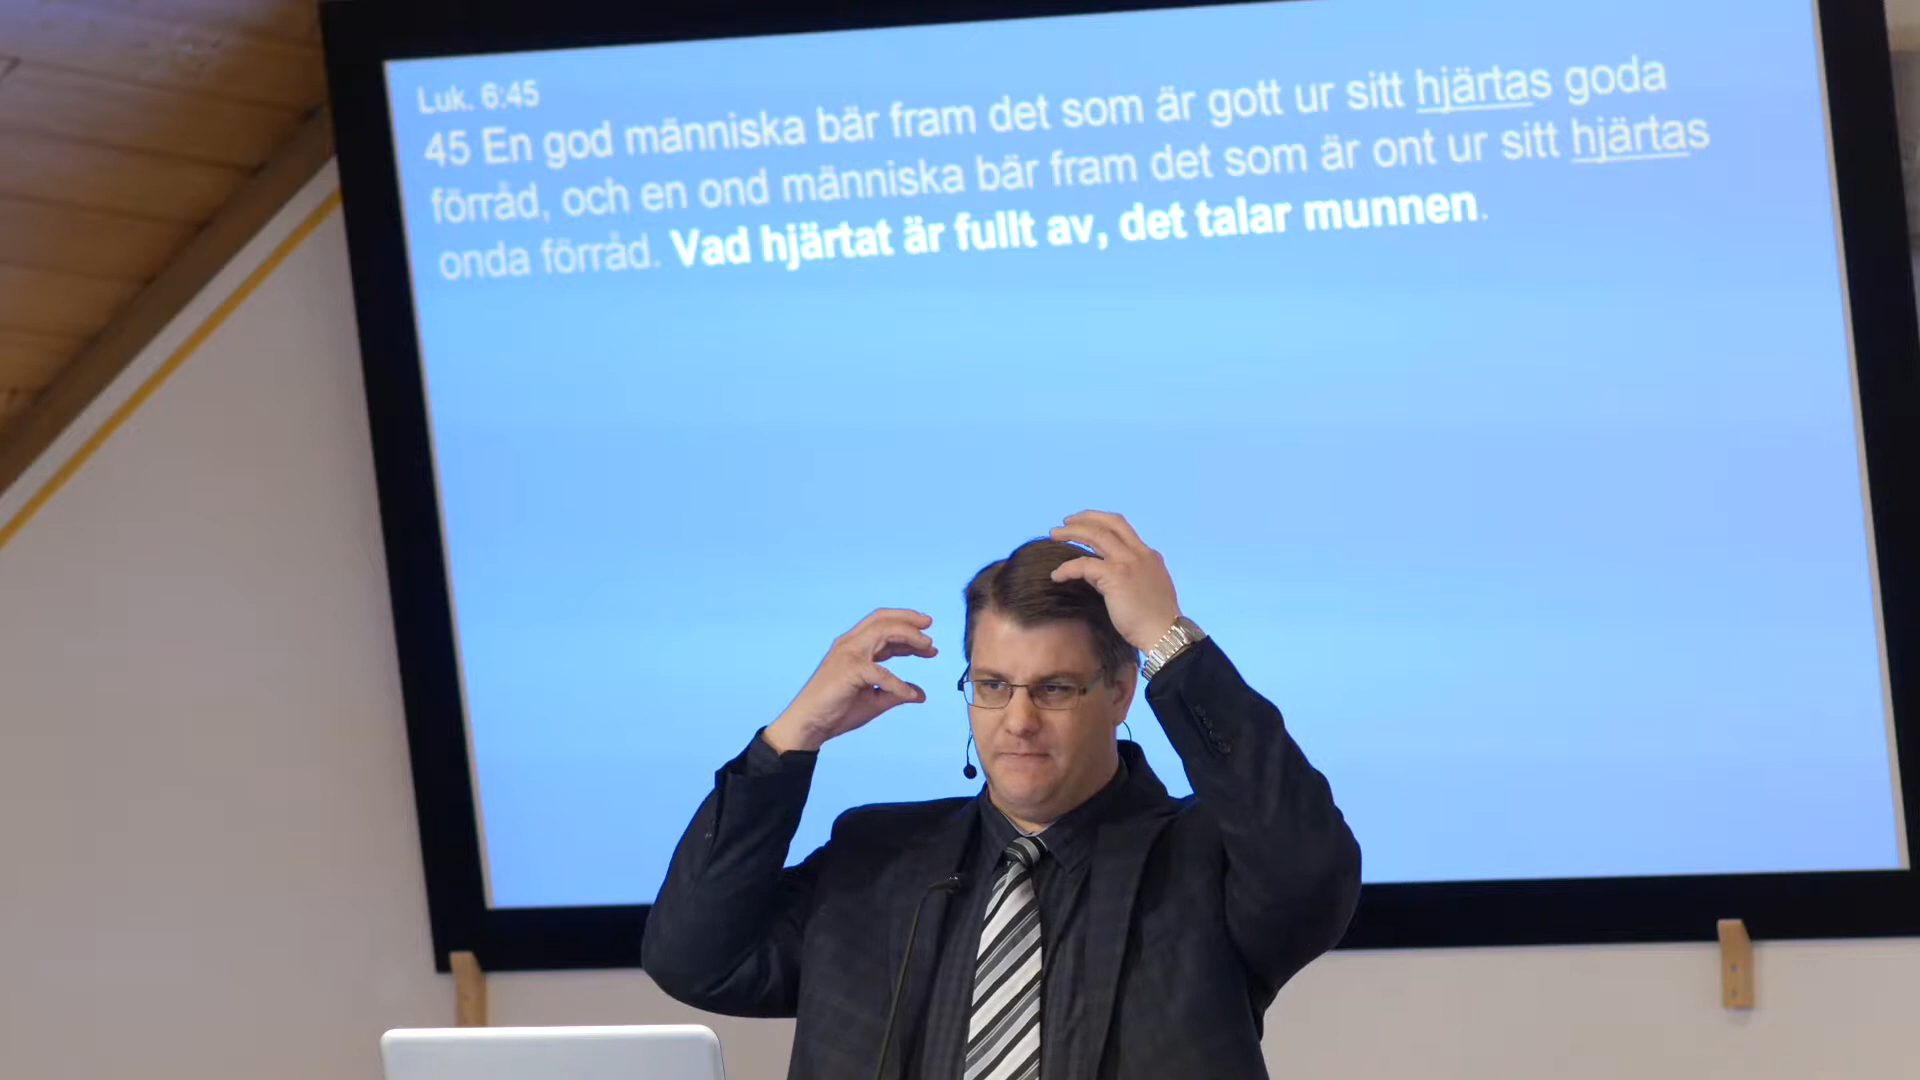 Luk. 6:45
45 En god människa bär fram det som är gott ur sitt hjärtas goda
förråd, och en ond människa bär fram det som är ont ur sitt hjärtas
onda förråd. Vad hjärtat är fullt av, det talar munnen.